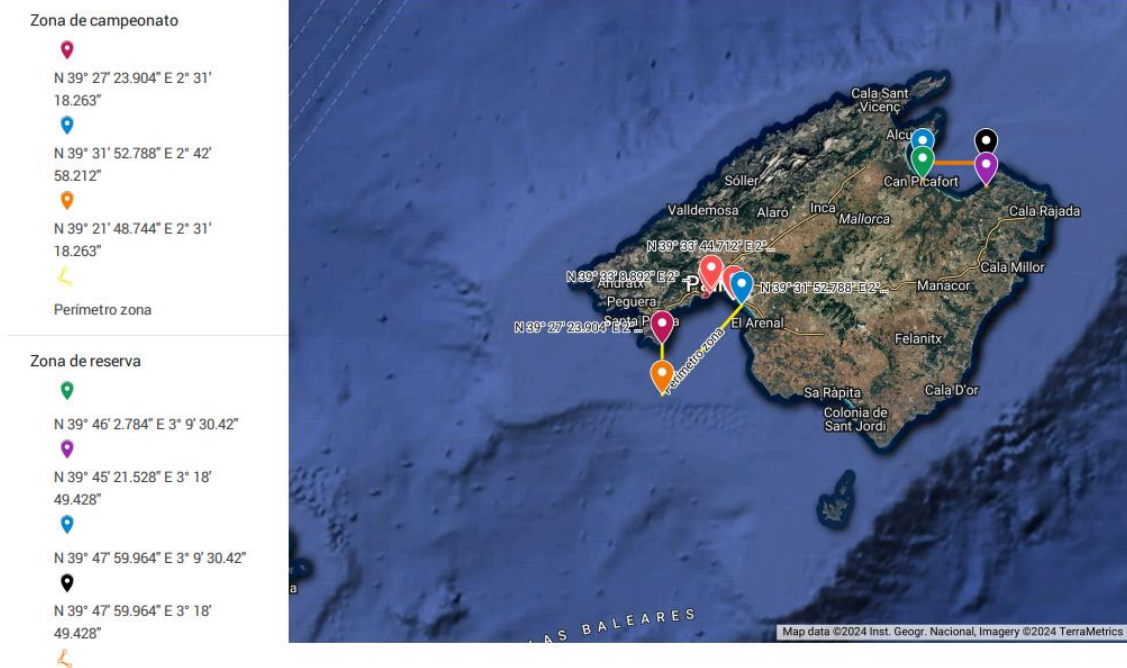 Zona de campeonato
N 39° 27' 23.904" E 2° 31'
18.263"
N 39° 31' 52.788" E 2° 42'
58.212"
N 39° 21' 48.744" E 2° 31'
18.263"
Perímetro zona
Zona de reserva
N 39° 46' 2.784" E 3° 9' 30.42"
N 39° 45' 21.528" E 3° 18'
49.428"
N 39° 47' 59.964" E 3° 9' 30.42"
N 39° 47' 59.964" E 3° 18'
49.428"
Cala Sant
Vicenç
Alcu
Can Picafort
Sóller
Valldemosa
Alaró
Inca
Mallorca
Cala Rajada
N 39° 33' 44.712" E 2°...
N 39° 33' 8.892" E 2°
Andratx
Pal
N 39° 31' 52.788" E 2°...
Cala Millor
Manacor
Peguera
Santa P
N 39° 27' 23.904" E 2°...
El Arenal
Perímetro zona
Felanitx
Sa Ràpita
Cala D'or
Colonia de
Sant Jordi
a
LAS BALEARES
Map data ©2024 Inst. Geogr. Nacional, Imagery ©2024 TerraMetrics